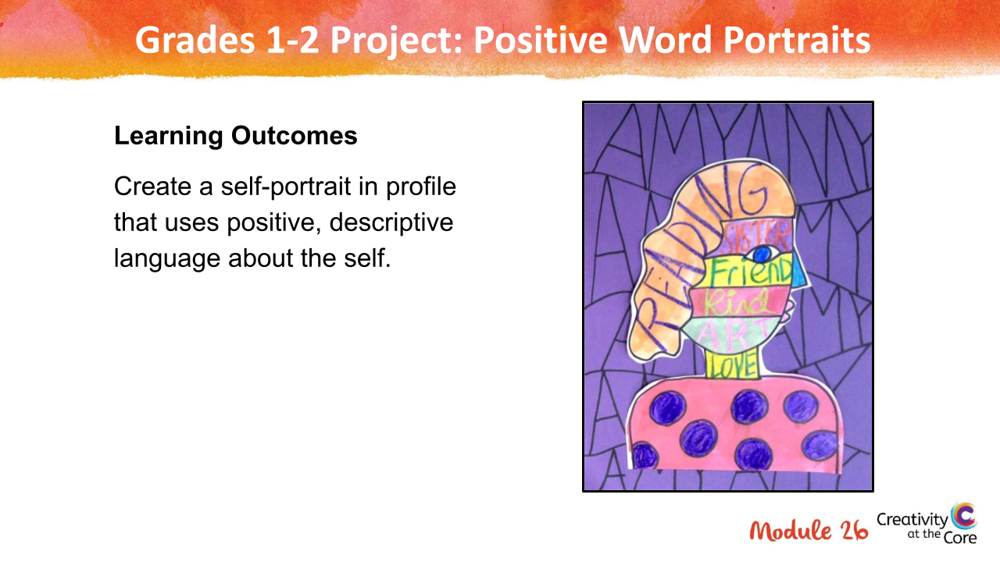 Grades 1-2 Project: Positive Word Portraits
Learning Outcomes
Create a self-portrait in profile
that uses positive, descriptive
language about the self.
AMYAMY
READING
SISTER
FrienD
Kind
ART
LOVE
Module 26
Creativity
at the Core